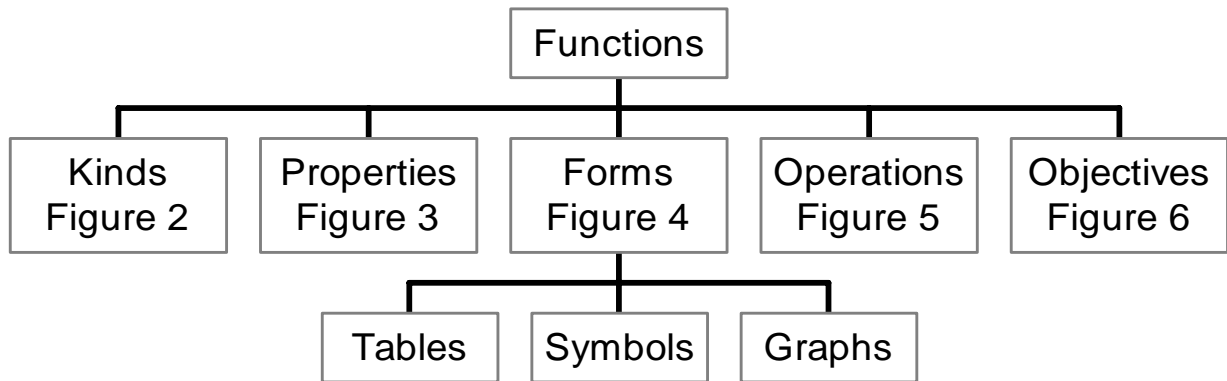 Functions
Kinds
Figure 2
Properties
Figure 3
Forms
Figure 4
Operations
Figure 5
Objectives
Figure 6
Tables
Symbols
Graphs